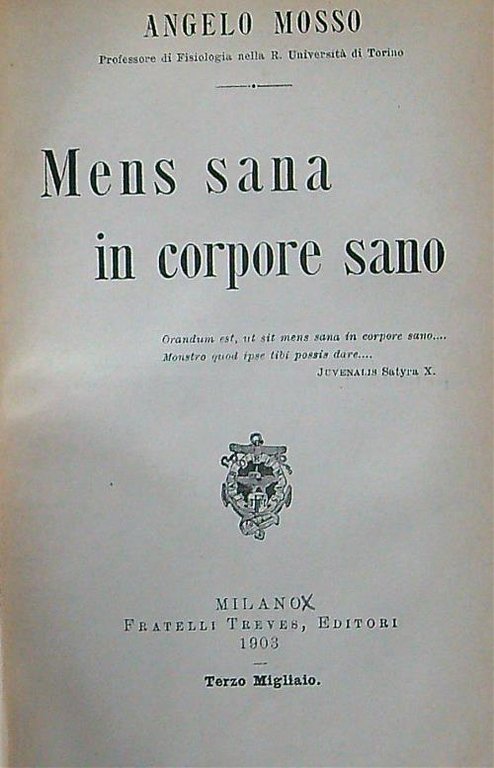 ANGELO MOSSO
Professore di Fisiologia nella R. Università di Torino
Mens sana
in corpore sano
Orandum est, ut sit mens sana in corpore sano....
Monstro quod ipse tibi possis dare....
JUVENALIS Satyra X.
MILANO X
FRATELLI TREVES, EDITORI
1903
Terzo Migliaio.